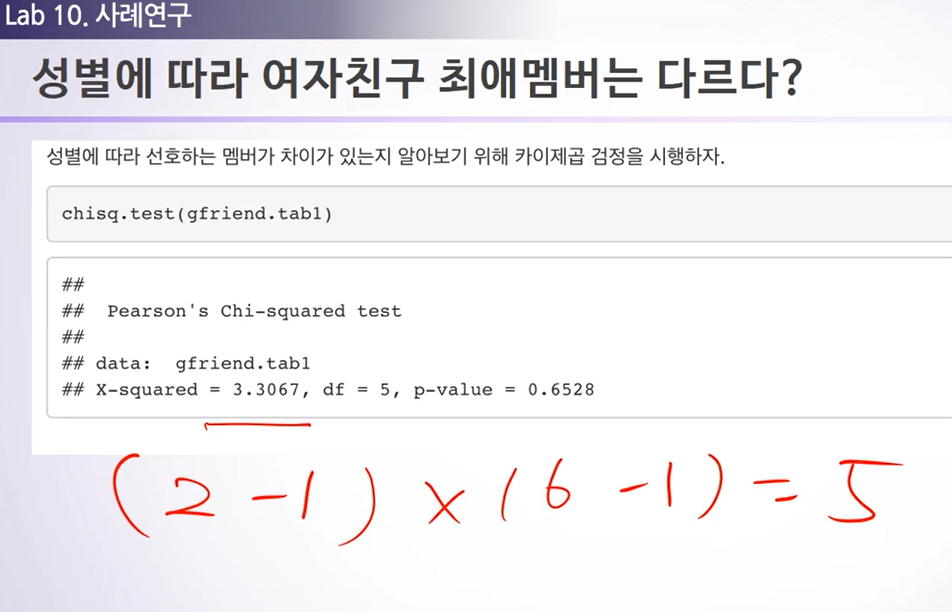 Lab 10. 사례연구
성별에 따라 여자친구 최애멤버는 다르다?
성별에 따라 선호하는 멤버가 차이가 있는지 알아보기 위해 카이제곱 검정을 시행하자.
chisq.test(gfriend.tab1)
##
##  Pearson's Chi-squared test
##
## data:  gfriend.tab1
## X-squared = 3.3067, df = 5, p-value = 0.6528
(2-1)×(6-1)=5